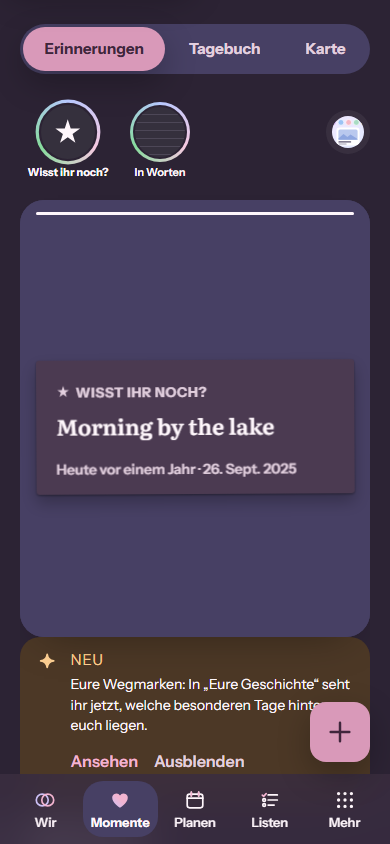 Erinnerungen Tagebuch Karte
Wisst ihr noch? In Worten
WISST IHR NOCH?
Morning by the lake
Heute vor einem Jahr · 26. Sept. 2025
NEU
Eure Wegmarken: In „Eure Geschichte“ seht
ihr jetzt, welche besonderen Tage
euch liegen.
Ansehen Ausblenden
Wir Momente Planen Listen Mehr